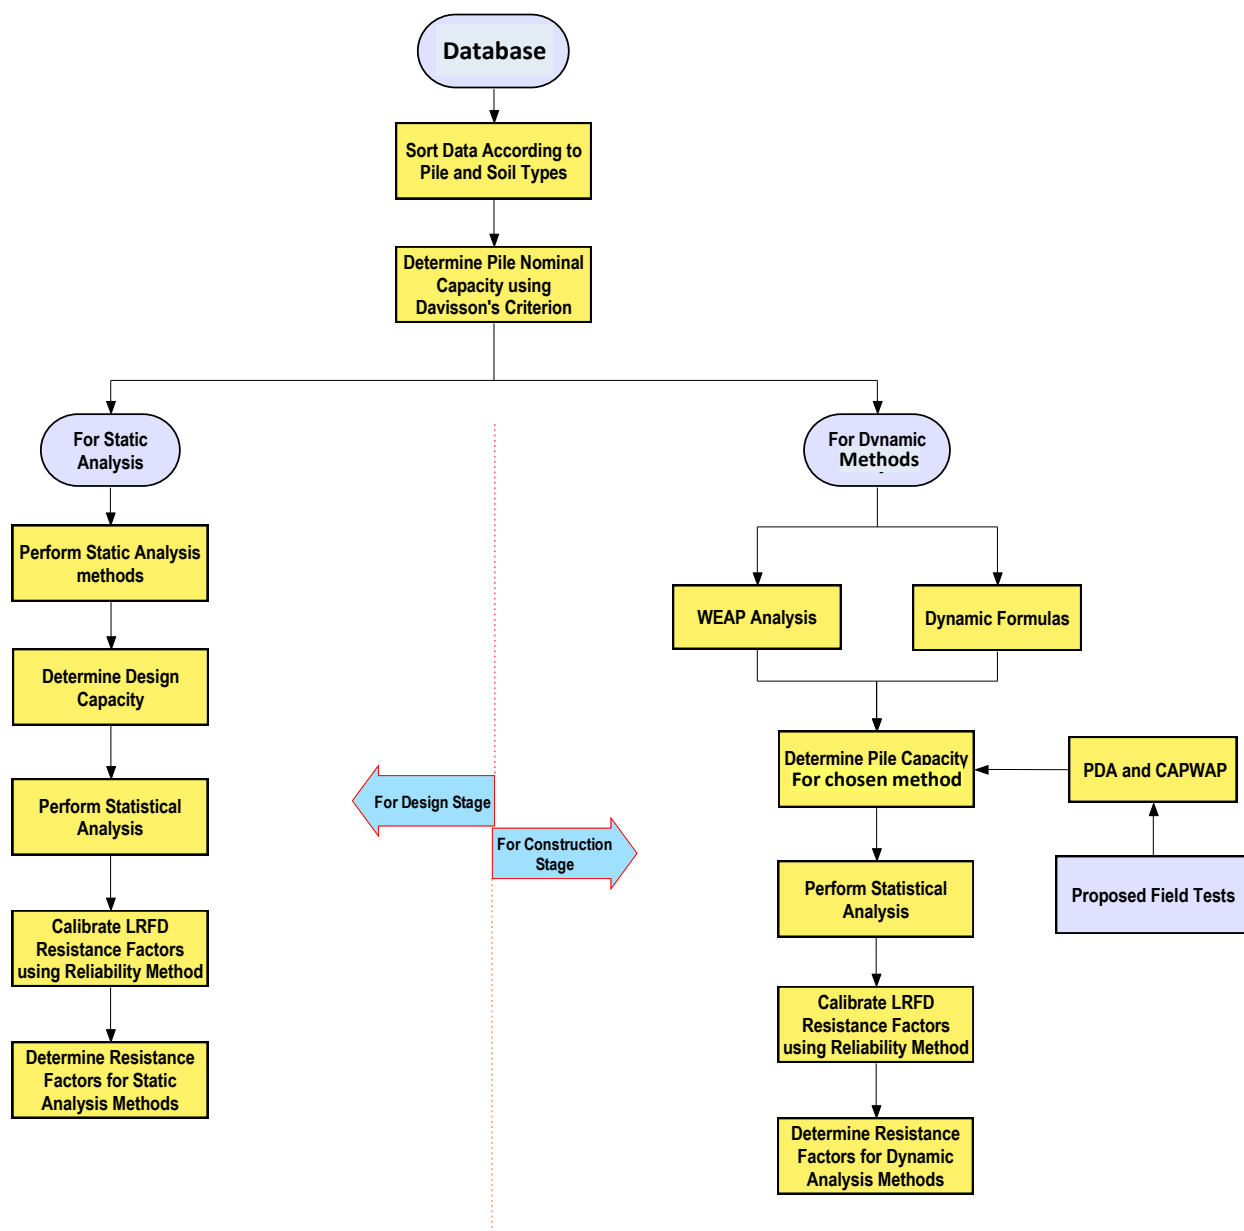 Database
Sort Data According to
Pile and Soil Types
Determine Pile Nominal
Capacity using
Davisson's Criterion
For Static
Analysis
Perform Static Analysis
methods
Determine Design
Capacity
Perform Statistical
Analysis
Calibrate LRFD
Resistance Factors
using Reliability Method
Determine Resistance
Factors for Static
Analysis Methods
For Design Stage
For Construction
Stage
For Dynamic
Methods
WEAP Analysis
Dynamic Formulas
Determine Pile Capacity
For chosen method
PDA and CAPWAP
Proposed Field Tests
Perform Statistical
Analysis
Calibrate LRFD
Resistance Factors
using Reliability Method
Determine Resistance
Factors for Dynamic
Analysis Methods